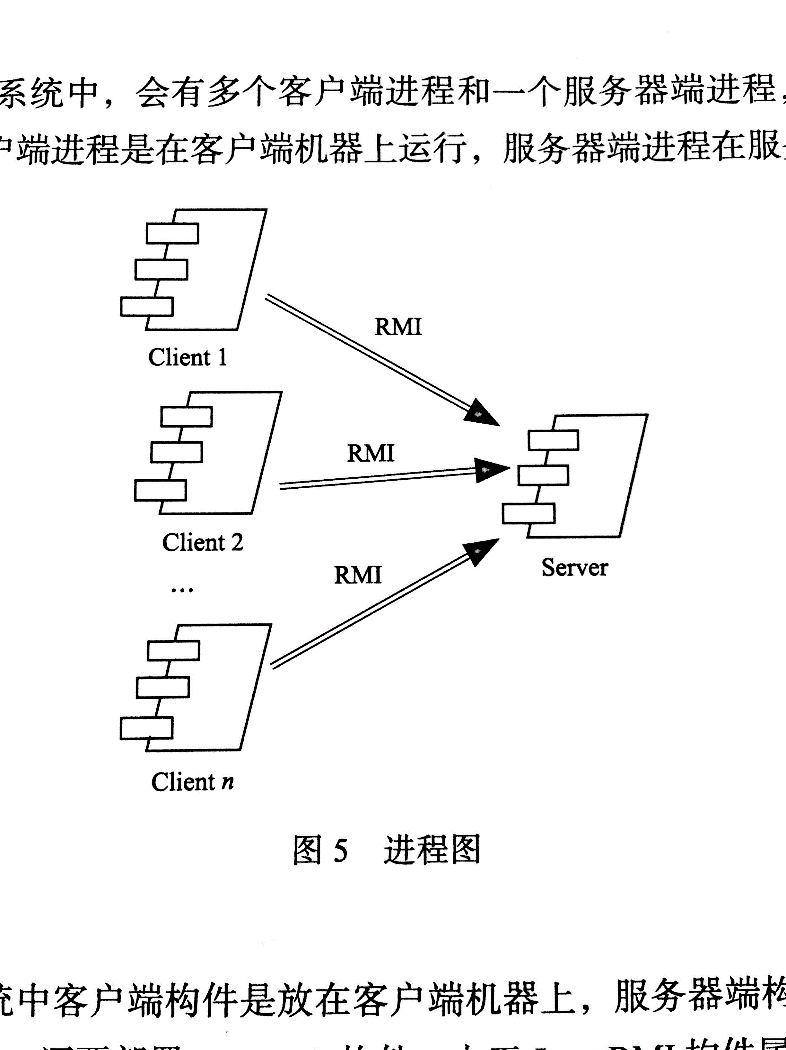 系统中，会有多个客户端进程和一个服务器端进程，
户端进程是在客户端机器上运行，服务器端进程在服
RMI
Client 1
RMI
Client 2
Server
RMI
...
Client n
图 5 进程图
统中客户端构件是放在客户端机器上，服务器端构
RMI 构件